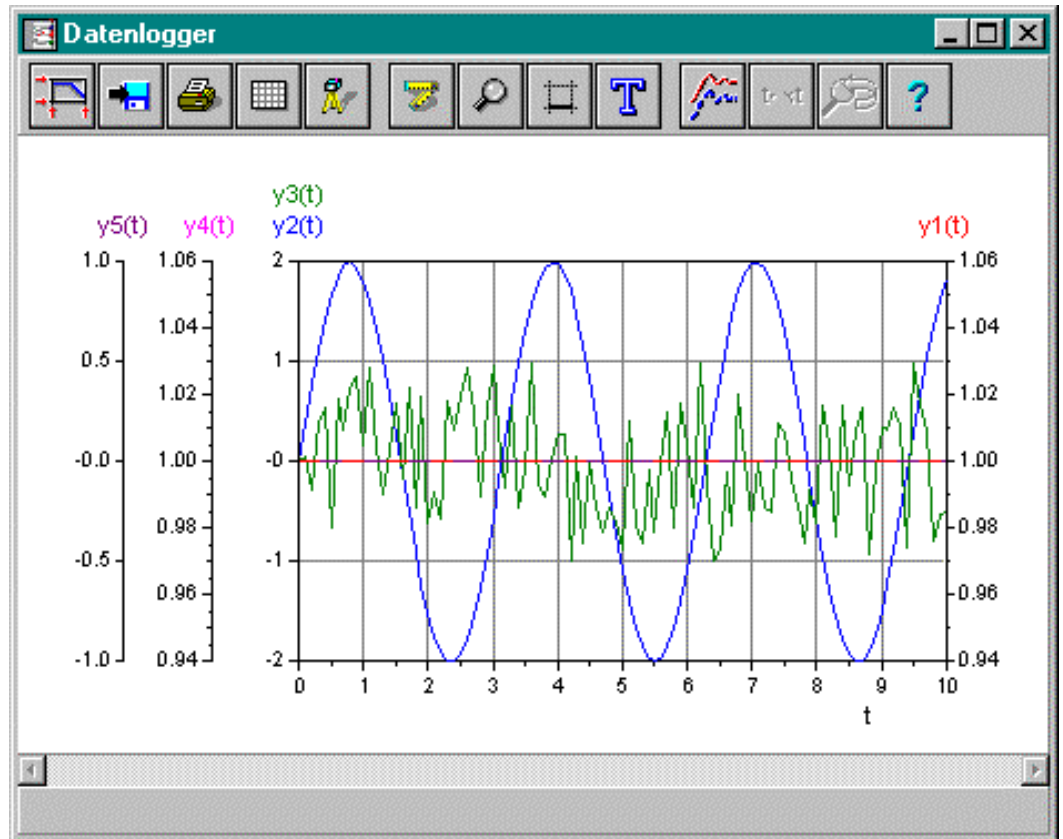 Datenlogger
T ?
y3(t)
y5(t) y4(t) y2(t) y1(t)
1.0 1.06 2 1.06
1.04 1.04
0.5 1
1.02 1.02
-0.0 1.00 -0 1.00
0.98 0.98
-0.5 -1
0.96 0.96
-1.0 0.94 -2 0.94
0 1 2 3 4 5 6 7 8 9 10
t